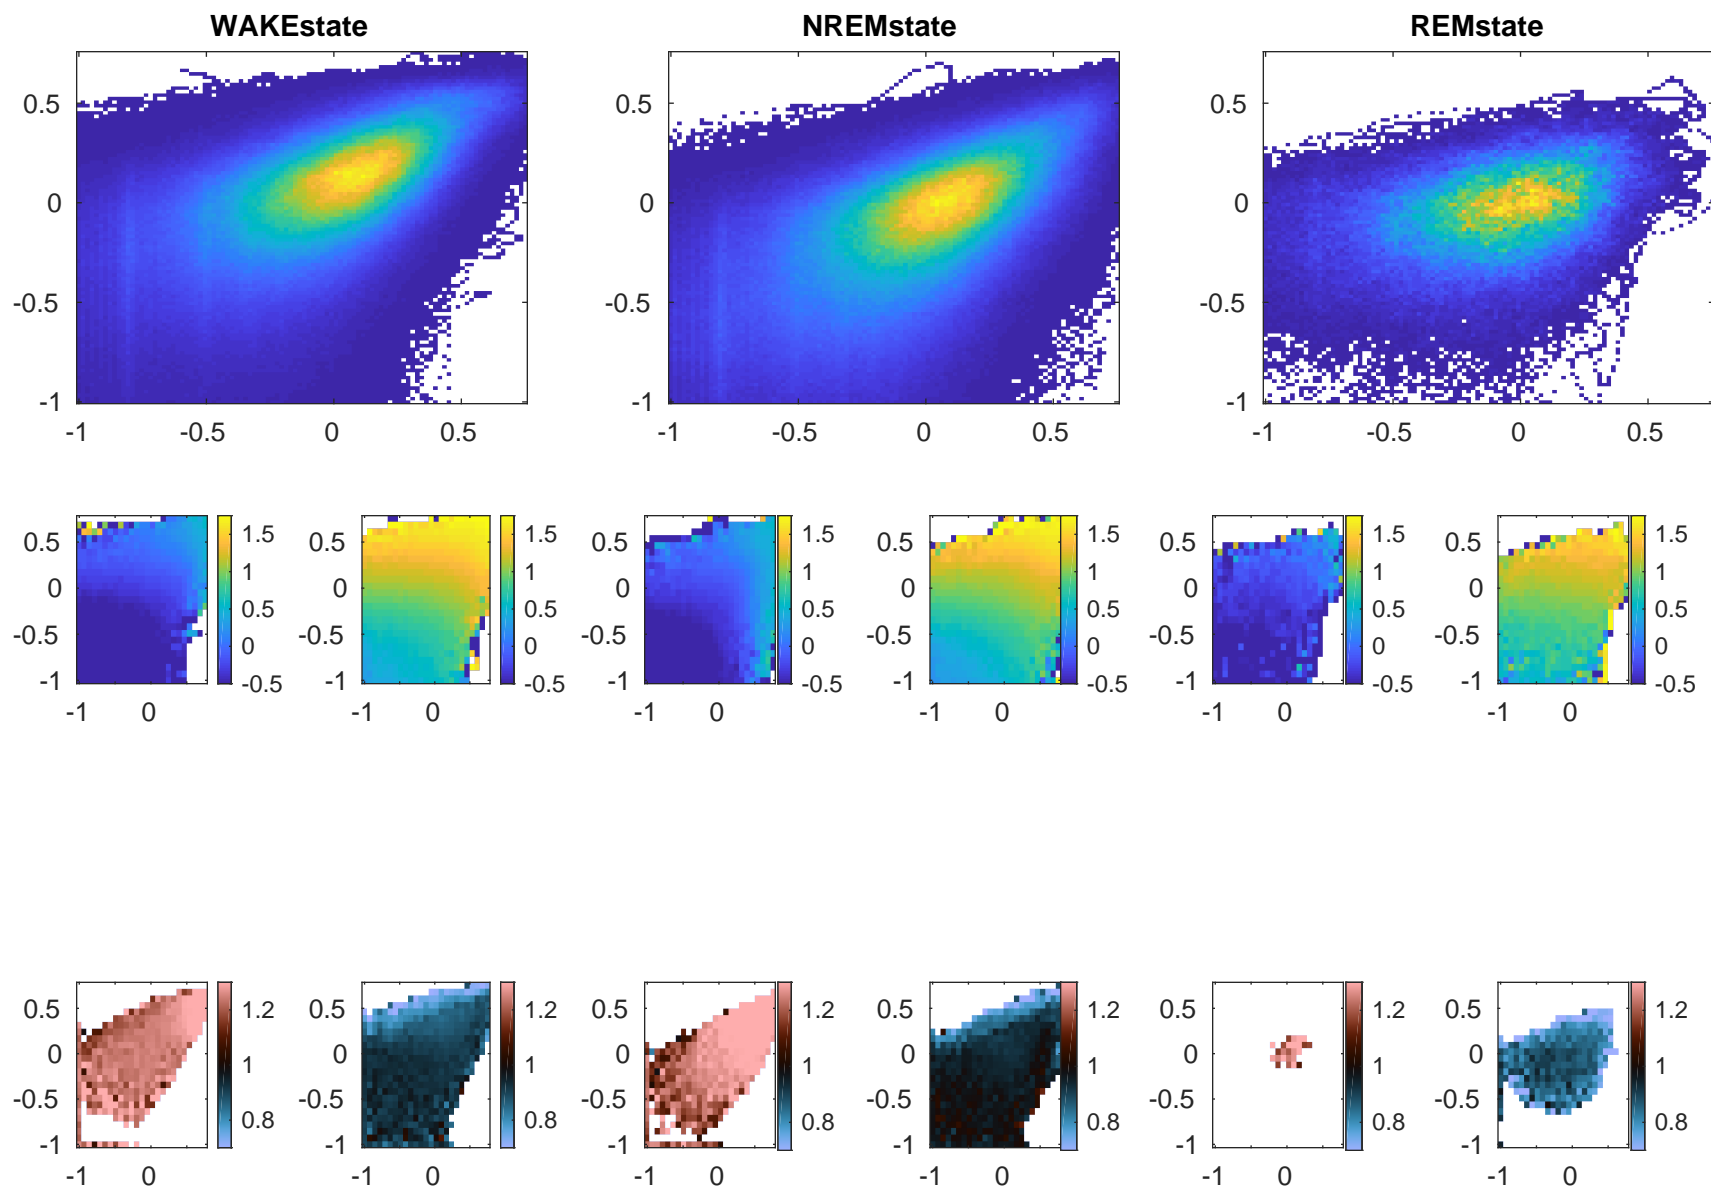 WAKEstate NREMstate REMstate
0.5 0.5 0.5
0 0 0
-0.5 -0.5 -0.5
-1 -1 -1
-1 -0.5 0 0.5 -1 -0.5 0 0.5 -1 -0.5 0 0.5
0.5 1.5 0.5 1.5 0.5 1.5 0.5 1.5 0.5 1.5 0.5 1.5
1 1 1 1 1 1
0 0.5 0 0.5 0 0.5 0 0.5 0 0.5 0 0.5
-0.5 0 -0.5 0 -0.5 0 -0.5 0 -0.5 0 -0.5 0
-1 -0.5 -1 -0.5 -1 -0.5 -1 -0.5 -1 -0.5 -1 -0.5
-1 0 -1 0 -1 0 -1 0 -1 0 -1 0
0.5 1.2 0.5 1.2 0.5 1.2 0.5 1.2 0.5 1.2 0.5 1.2
0 1 0 1 0 1 0 1 0 1 0 1
-0.5 0.8 -0.5 0.8 -0.5 0.8 -0.5 0.8 -0.5 0.8 -0.5 0.8
-1 -1 -1 -1 -1 -1
-1 0 -1 0 -1 0 -1 0 -1 0 -1 0